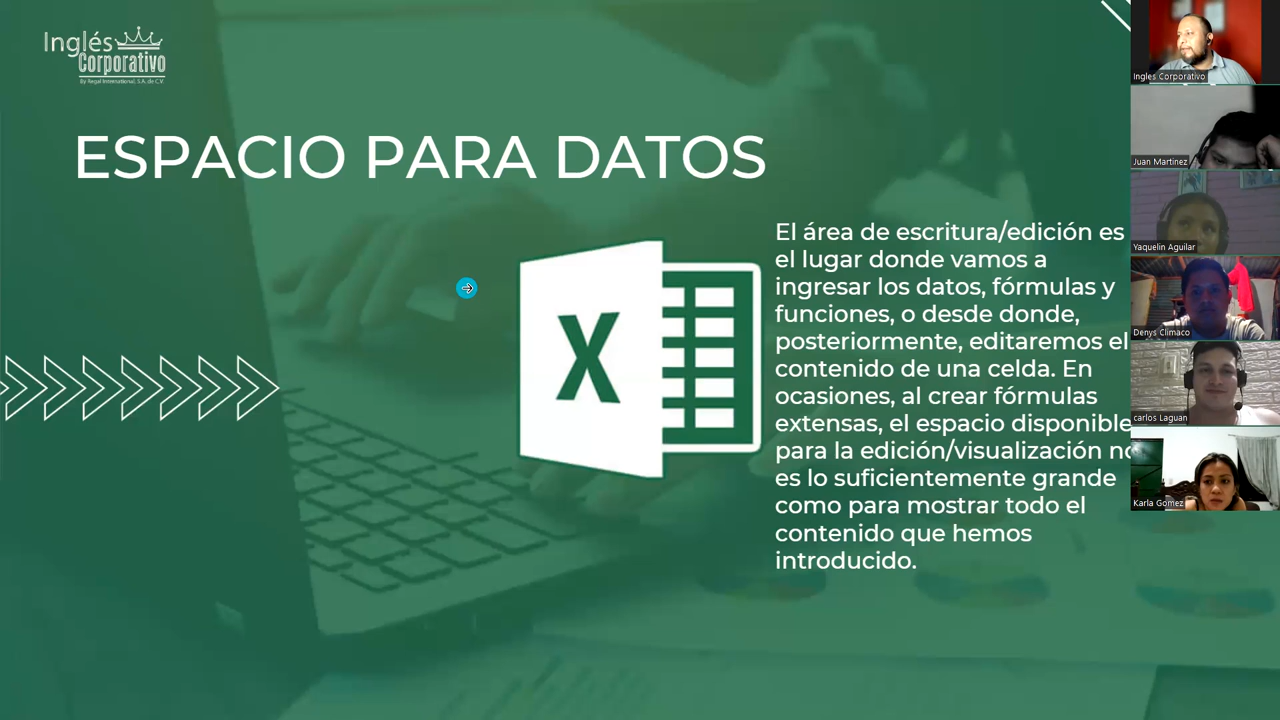 Inglés
Corporativo
By Regal International, S.A. de C.V.
ESPACIO PARA DATOS
El área de escritura/edición es
el lugar donde vamos a
ingresar los datos, fórmulas y
funciones, o desde donde,
posteriormente, editaremos el
contenido de una celda. En
ocasiones, al crear fórmulas
extensas, el espacio disponible
para la edición/visualización no
es lo suficientemente grande
como para mostrar todo el
contenido que hemos
introducido.
X
Ingles Corporativo
Juan Martinez
Yaquelin Aguilar
Denys Climaco
carlos Laguan
Karla Gomez